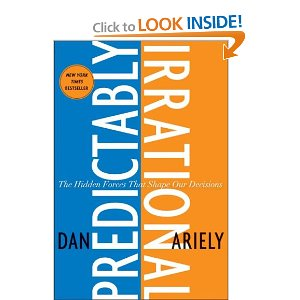 Click to
LOOK INSIDE!
NEW YORK
TIMES
BESTSELLER
PREDICTABLY
IRRATIONAL
The Hidden Forces That Shape Our Decisions
DAN
ARIELY